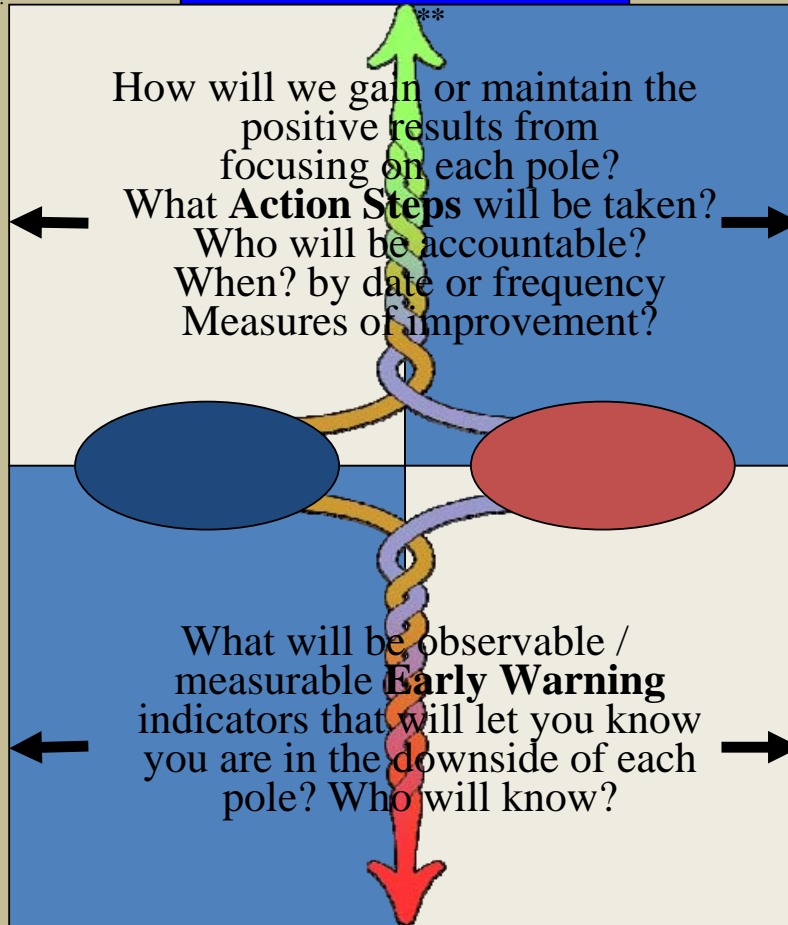 **
How will we gain or maintain the
positive results from
focusing on each pole?
What Action Steps will be taken?
Who will be accountable?
When? by date or frequency
Measures of improvement?
What will be observable /
measurable Early Warning
indicators that will let you know
you are in the downside of each
pole? Who will know?